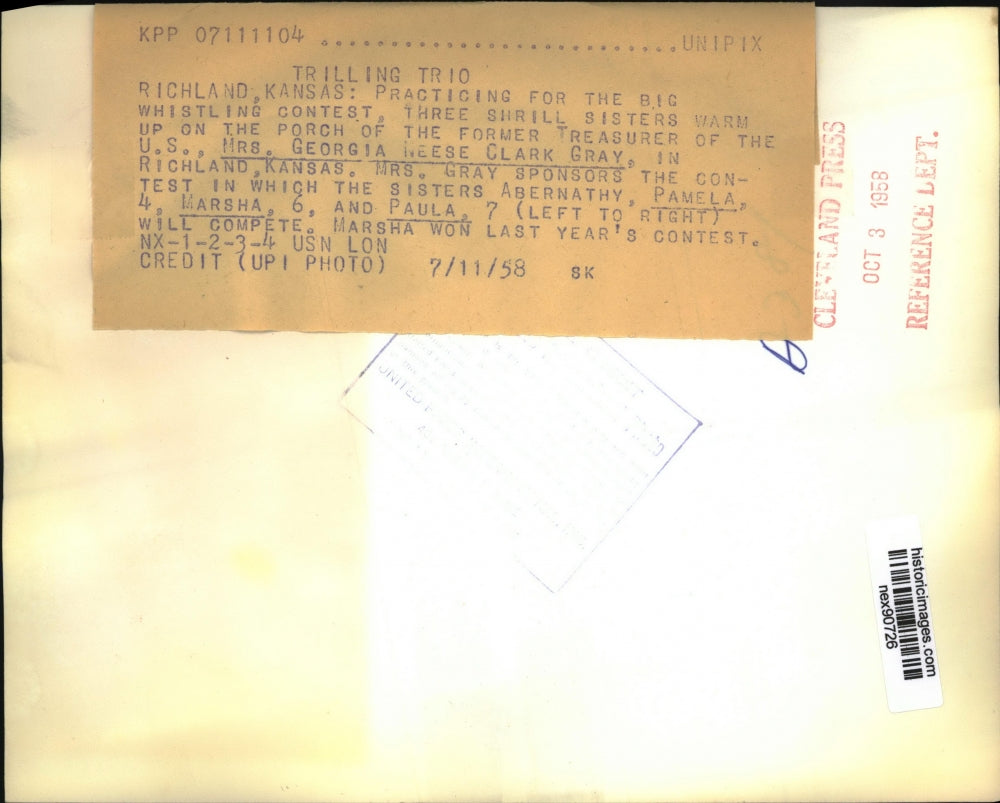 KPP 07111104 ............................UNIPIX
TRILLING TRIO
RICHLAND,KANSAS: PRACTICING FOR THE BIG
WHISTLING CONTEST, THREE SHRILL SISTERS WARM
UP ON THE PORCH OF THE FORMER TREASURER OF THE
U.S., MRS. GEORGIA NEESE CLARK GRAY, IN
RICHLAND,KANSAS. MRS. GRAY SPONSORS THE CON-
TEST IN WHICH THE SISTERS ABERNATHY, PAMELA,
4, MARSHA, 6, AND PAULA, 7 (LEFT TO RIGHT)
WILL COMPETE. MARSHA WON LAST YEAR'S CONTEST.
NX-1-2-3-4 USN LON
CREDIT (UPI PHOTO) 7/11/58 SK
CLEVELAND PRESS
OCT 3 1958
REFERENCE DEPT.
UNITED
historicimages.com
nex90726